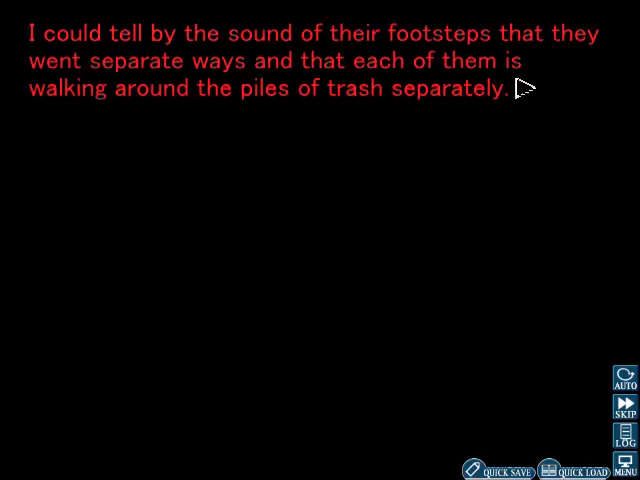 I could tell by the sound of their footsteps that they
went separate ways and that each of them is
walking around the piles of trash separately.
AUTO
SKIP
LOG
MENU
QUICK SAVE
QUICK LOAD